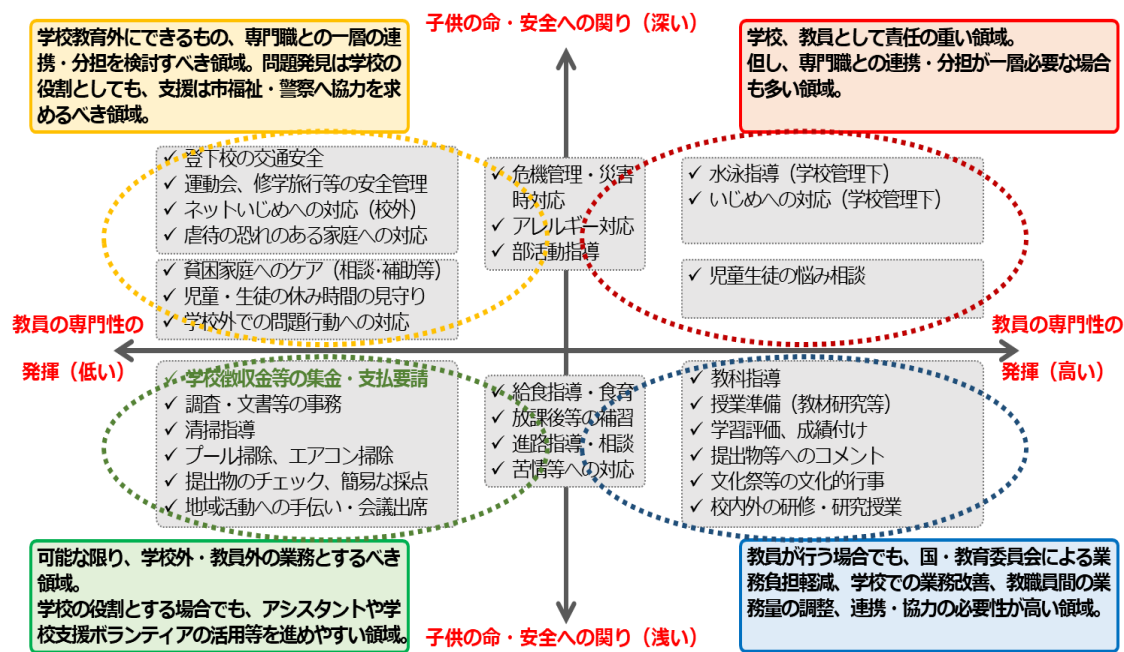 子供の命・安全への関り（深い）
学校教育外にできるもの、専門職との一層の連
携・分担を検討すべき領域。問題発見は学校の
役割としても、支援は市福祉・警察へ協力を求
めるべき領域。
学校、教員として責任の重い領域。
但し、専門職との連携・分担が一層必要な場合
も多い領域。
✓ 登下校の交通安全
✓ 運動会、修学旅行等の安全管理
✓ ネットいじめへの対応（校外）
✓ 虐待の恐れのある家庭への対応
✓ 貧困家庭へのケア（相談・補助等）
✓ 児童・生徒の休み時間の見守り
✓ 学校外での問題行動への対応
✓ 危機管理・災害
時対応
✓ アレルギー対応
✓ 部活動指導
✓ 水泳指導（学校管理下）
✓ いじめへの対応（学校管理下）
✓ 児童生徒の悩み相談
教員の専門性の
発揮（低い）
教員の専門性の
発揮（高い）
✓ 学校徴収金等の集金・支払要請
✓ 調査・文書等の事務
✓ 清掃指導
✓ プール掃除、エアコン掃除
✓ 提出物のチェック、簡易な採点
✓ 地域活動への手伝い・会議出席
✓ 給食指導・食育
✓ 放課後等の補習
✓ 進路指導・相談
✓ 苦情等への対応
✓ 教科指導
✓ 授業準備（教材研究等）
✓ 学習評価、成績付け
✓ 提出物等へのコメント
✓ 文化祭等の文化的行事
✓ 校内外の研修・研究授業
可能な限り、学校外・教員外の業務とするべき
領域。
学校の役割とする場合でも、アシスタントや学
校支援ボランティアの活用等を進めやすい領域。
教員が行う場合でも、国・教育委員会による業
務負担軽減、学校での業務改善、教職員間の業
務量の調整、連携・協力の必要性が高い領域。
子供の命・安全への関り（浅い）